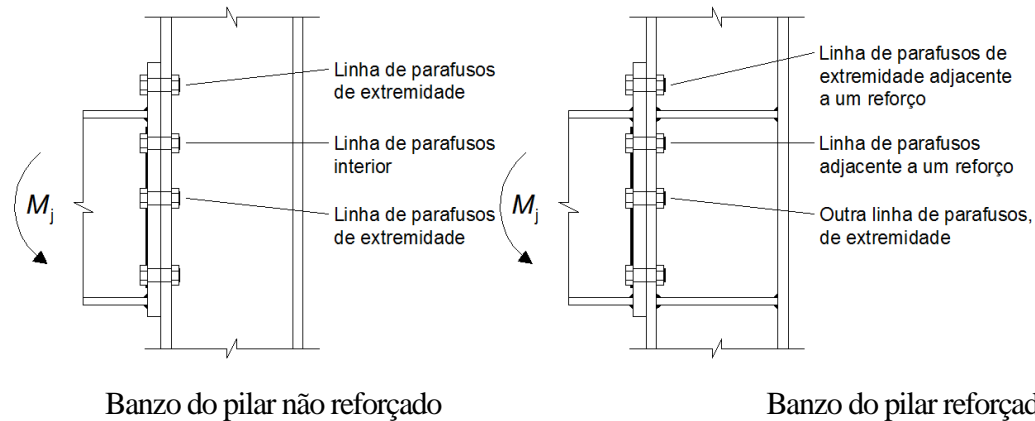 Linha de parafusos
de extremidade
Linha de parafusos
interior
Linha de parafusos
de extremidade
Mj
Linha de parafusos de
extremidade adjacente
a um reforço
Linha de parafusos
adjacente a um reforço
Outra linha de parafusos,
de extremidade
Mj
Banzo do pilar não reforçado
Banzo do pilar reforçad